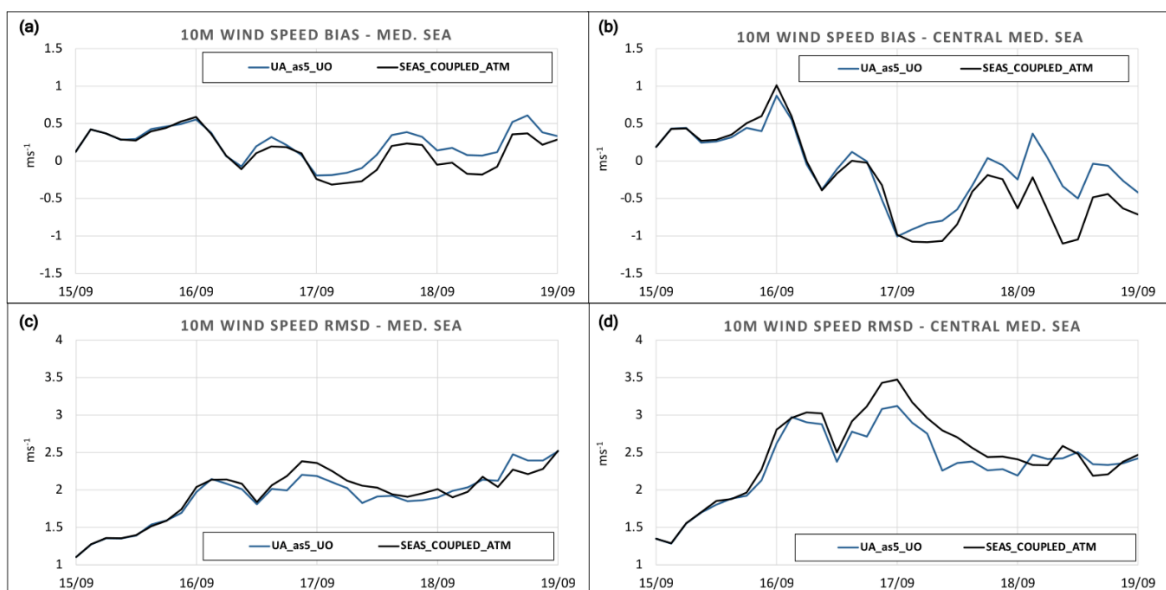 (a)
10M WIND SPEED BIAS - MED. SEA
UA_as5_UO SEAS_COUPLED_ATM
1.5
1
0.5
0
-0.5
-1
-1.5
ms-1
15/09 16/09 17/09 18/09 19/09
(b)
10M WIND SPEED BIAS - CENTRAL MED. SEA
UA_as5_UO SEAS_COUPLED_ATM
1.5
1
0.5
0
-0.5
-1
-1.5
ms-1
15/09 16/09 17/09 18/09 19/09
(c)
10M WIND SPEED RMSD - MED. SEA
4
3.5
3
2.5
2
1.5
1
ms-1
UA_as5_UO SEAS_COUPLED_ATM
15/09 16/09 17/09 18/09 19/09
(d)
10M WIND SPEED RMSD - CENTRAL MED. SEA
4
3.5
3
2.5
2
1.5
1
ms-1
UA_as5_UO SEAS_COUPLED_ATM
15/09 16/09 17/09 18/09 19/09